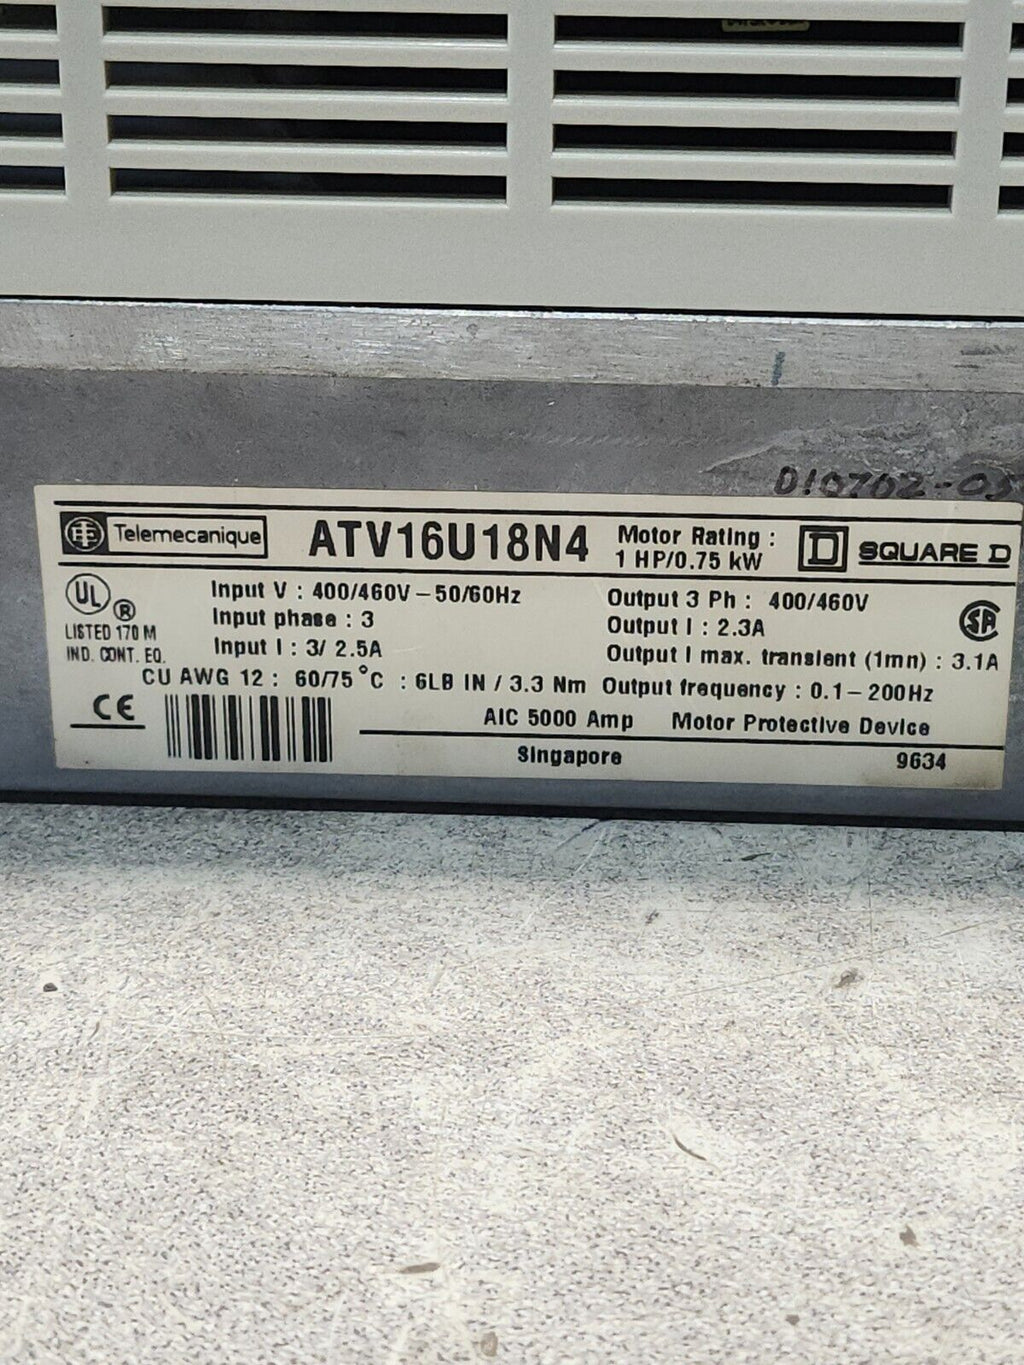 D10702-05
Telemecanique ATV16U18N4 Motor Rating : 1 HP/0.75 kW SQUARE D
UL ® LISTED 170 M IND. CONT. EQ.
Input V : 400/460V – 50/60Hz
Input phase : 3
Input I : 3/ 2.5A
Output 3 Ph : 400/460V
Output I : 2.3A
Output I max. transient (1mn) : 3.1A
SA
CU AWG 12 : 60/75 °C : 6LB IN / 3.3 Nm Output frequency : 0.1 – 200Hz
CE
AIC 5000 Amp Motor Protective Device
Singapore 9634